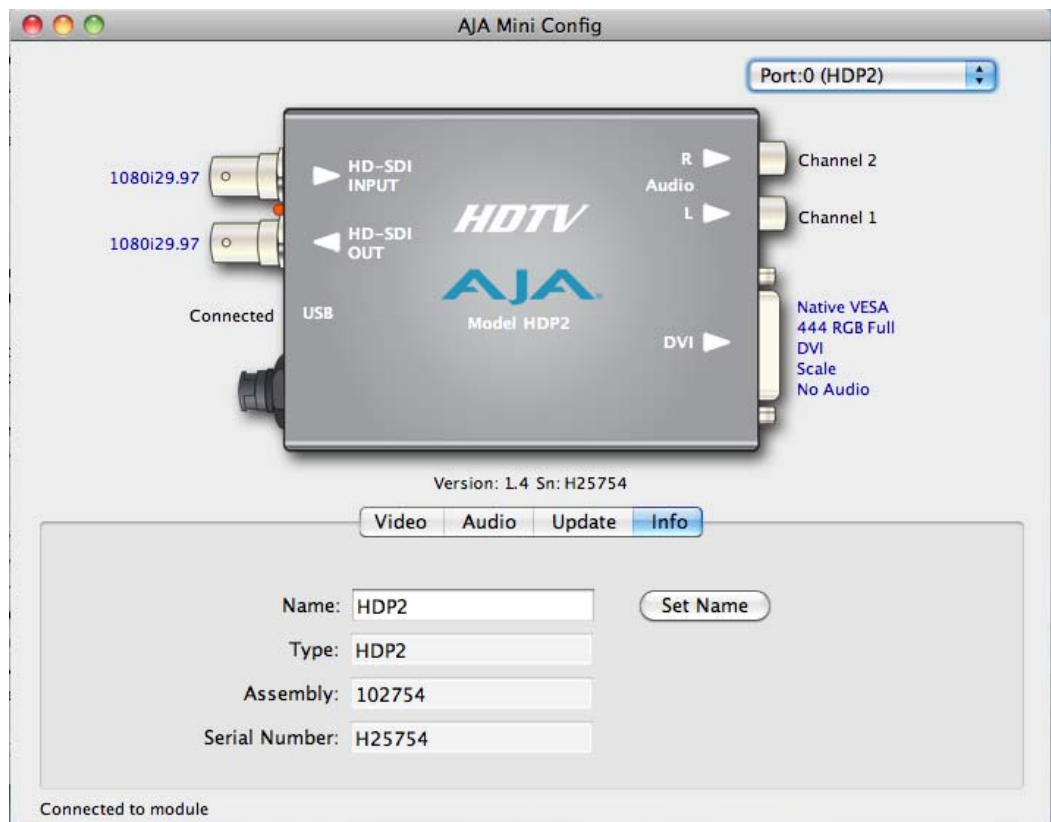 AJA Mini Config
Port:0 (HDP2)
1080i29.97
HD-SDI
INPUT
1080i29.97
HD-SDI
OUT
Connected
USB
HDTV
AJA
Model HDP2
R
Audio
L
DVI
Channel 2
Channel 1
Native VESA
444 RGB Full
DVI
Scale
No Audio
Version: 1.4 Sn: H25754
Video Audio Update Info
Name: HDP2 Set Name
Type: HDP2
Assembly: 102754
Serial Number: H25754
Connected to module